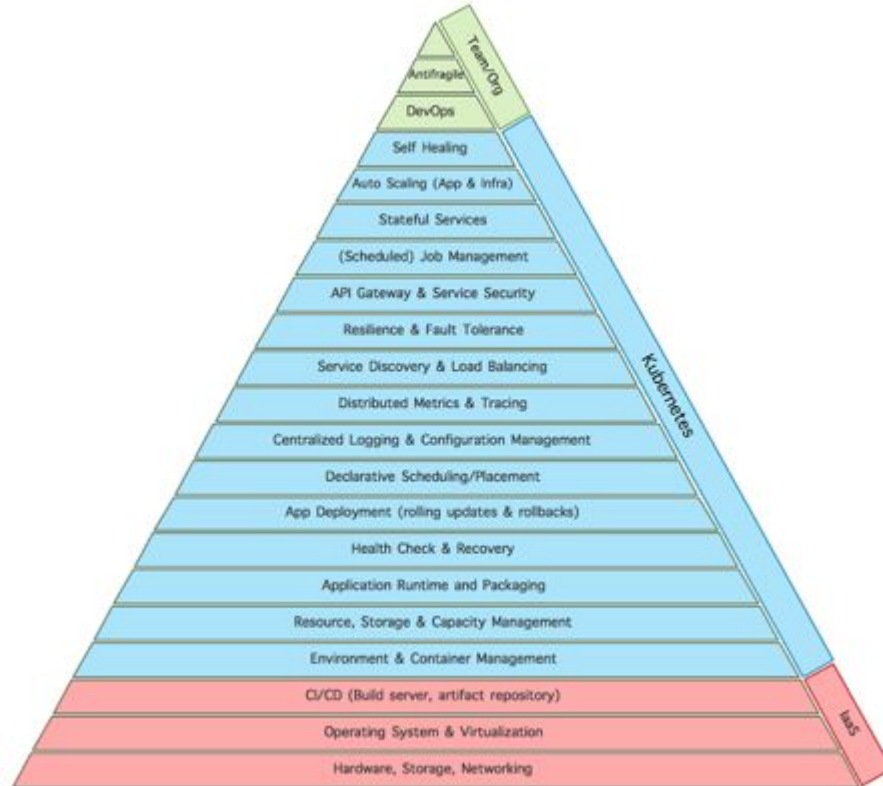 Team/Org
Antifragile
DevOps
Self Healing
Auto Scaling (App & Infra)
Stateful Services
(Scheduled) Job Management
API Gateway & Service Security
Resilience & Fault Tolerance
Service Discovery & Load Balancing
Kubernetes
Distributed Metrics & Tracing
Centralized Logging & Configuration Management
Declarative Scheduling/Placement
App Deployment (rolling updates & rollbacks)
Health Check & Recovery
Application Runtime and Packaging
Resource, Storage & Capacity Management
Environment & Container Management
CI/CD (Build server, artifact repository)
IaaS
Operating System & Virtualization
Hardware, Storage, Networking